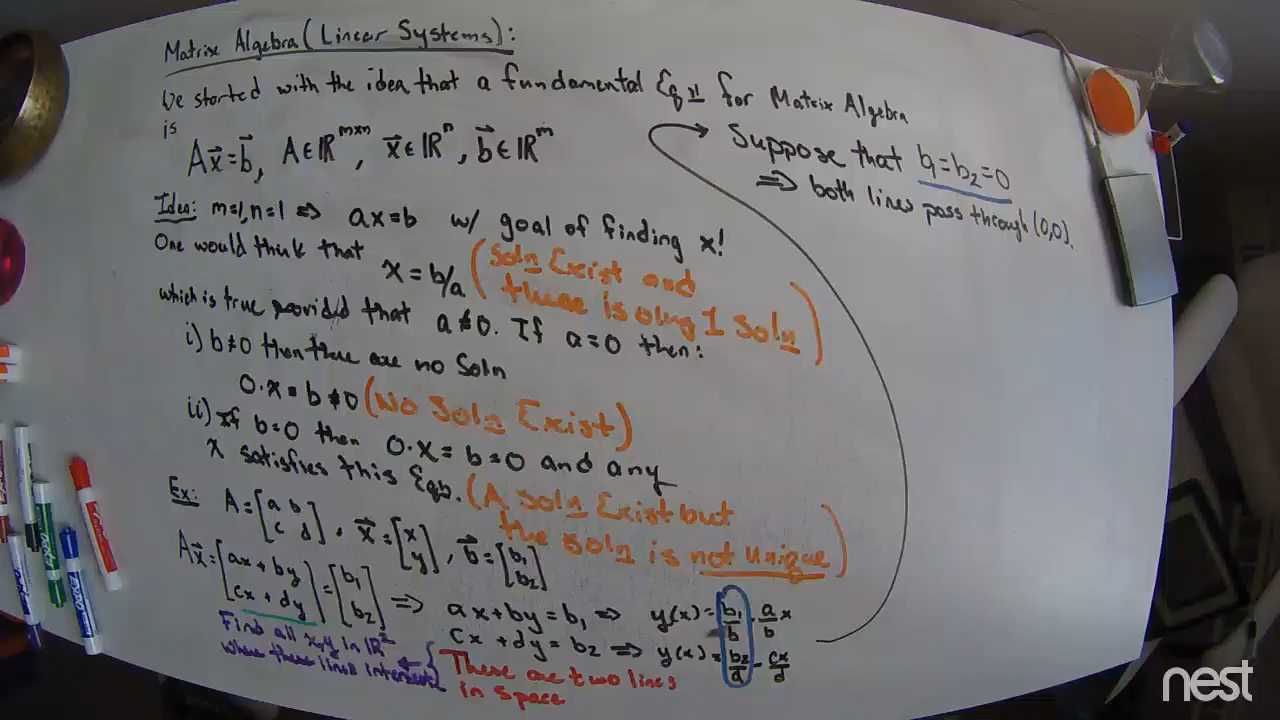 Matrix Algebra (Linear Systems):
We started with the idea that a fundamental Eqn for Matrix Algebra
is
Ax⃗=b⃗, A∈ℝ^{m×n}, x⃗∈ℝ^n, b⃗∈ℝ^m
Idea: m=1, n=1 ⇒ ax=b w/ goal of finding x!
One would think that
x = b/a (Soln Exist and
there is only 1 Soln)
which is true provided that a≠0. If a=0 then:
i) b≠0 then there are no Soln
0·x = b ≠ 0 (No Soln Exist)
ii) If b=0 then 0·x = b = 0 and any
x satisfies this Eqn. (A soln Exist but
the soln is not unique)
Ex: A = [a b; c d], x⃗ = [x; y], b⃗ = [b₁; b₂]
Ax⃗ = [ax + by; cx + dy] = [b₁; b₂] ⇒ ax + by = b₁ ⇒ y(x) = b₁/b - a/b x
cx + dy = b₂ ⇒ y(x) = b₂/d - cx/d
Find all x,y in ℝ²
where these lines intersect ← { These are two lines
in space
→ Suppose that b₁=b₂=0
⇒ both lines pass through (0,0).
nest